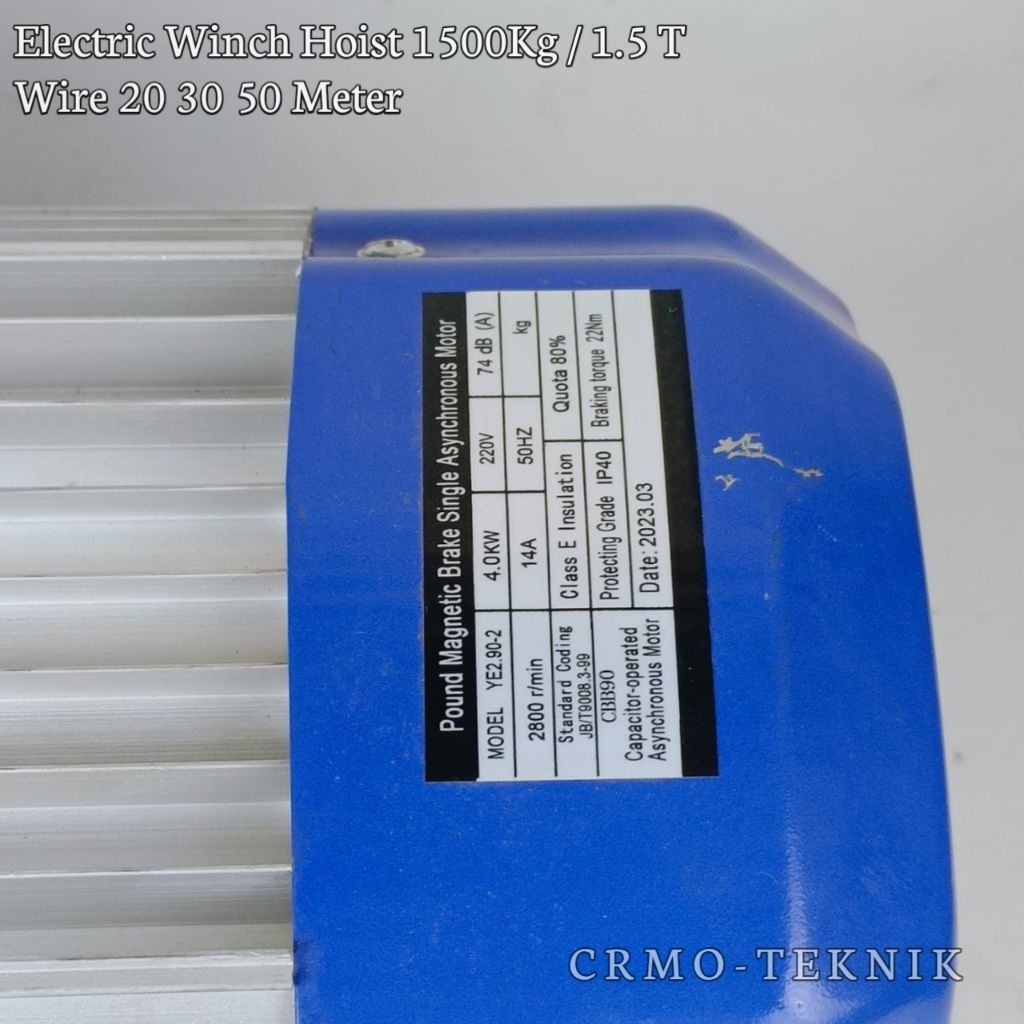 Electric Winch Hoist 1500Kg / 1.5 T
Wire 20 30 50 Meter
Pound Magnetic Brake Single Asynchronous Motor
MODEL YE2.90-2 4.0KW 220V 74 dB (A)
2800 r/min 14A 50HZ kg
Standard Coding JB/T9008.3-99 Class E Insulation Quota 80%
CBB90 Protecting Grade IP40 Braking torque 22Nm
Capacitor-operated Asynchronous Motor Date: 2023.03
CRMO-TEKNIK